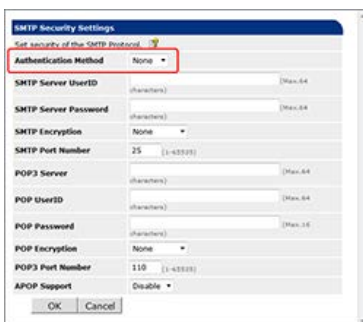 SMTP Security Settings
Set security of the SMTP Protocol.
Authentication Method None
SMTP Server UserID (Max.64 characters)
SMTP Server Password (Max.64 characters)
SMTP Encryption None
SMTP Port Number 25 (1-65535)
POP3 Server (Max.64 characters)
POP UserID (Max.64 characters)
POP Password (Max.16 characters)
POP Encryption None
POP3 Port Number 110 (1-65535)
APOP Support Disable
OK Cancel